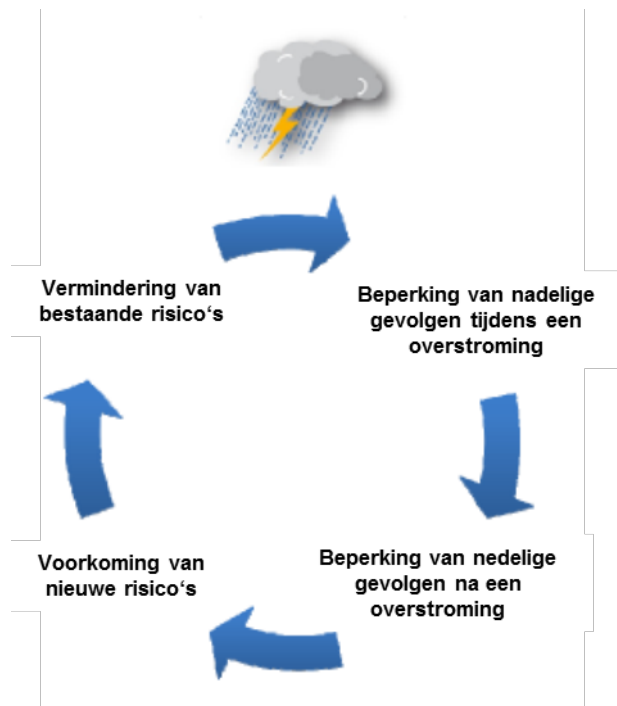 Vermindering van
bestaande risico‘s
Beperking van nadelige
gevolgen tijdens een
overstroming
Voorkoming van
nieuwe risico‘s
Beperking van nedelige
gevolgen na een
overstroming